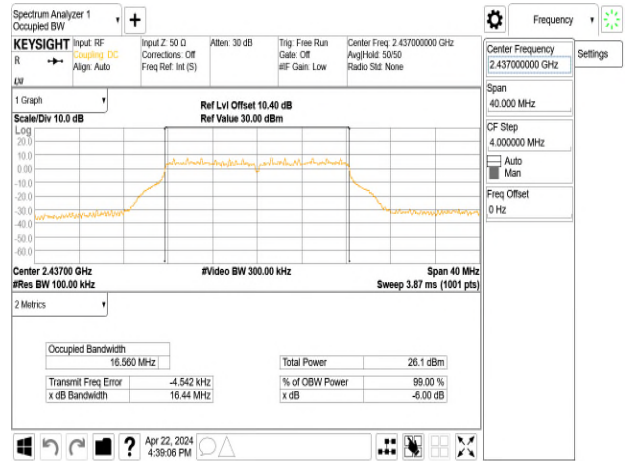 Spectrum Analyzer 1
Occupied BW
Frequency
KEYSIGHT
R
Input: RF
Coupling: DC
Align: Auto
Input Z: 50 Ω
Corrections: Off
Freq Ref: Int (S)
Atten: 30 dB
Trig: Free Run
Gate: Off
#IF Gain: Low
Center Freq: 2.437000000 GHz
Avg|Hold: 50/50
Radio Std: None
Center Frequency
2.437000000 GHz
Settings
Span
40.000 MHz
CF Step
4.000000 MHz
Auto
Man
Freq Offset
0 Hz
1 Graph
Scale/Div 10.0 dB
Ref Lvl Offset 10.40 dB
Ref Value 30.00 dBm
Log
20.0
10.0
0.00
-10.0
-20.0
-30.0
-40.0
-50.0
-60.0
Center 2.43700 GHz
#Res BW 100.00 kHz
#Video BW 300.00 kHz
Span 40 MHz
Sweep 3.87 ms (1001 pts)
2 Metrics
Occupied Bandwidth
16.560 MHz
Total Power 26.1 dBm
Transmit Freq Error -4.542 kHz
% of OBW Power 99.00 %
x dB Bandwidth 16.44 MHz
x dB -6.00 dB
?
Apr 22, 2024
4:39:06 PM